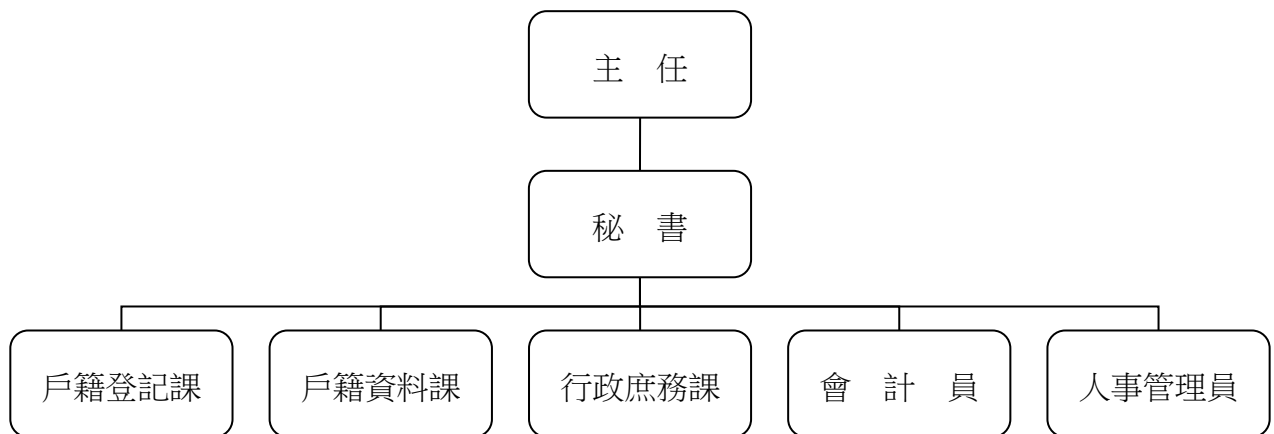 主　任
秘　書
戶籍登記課
戶籍資料課
行政庶務課
會　計　員
人事管理員